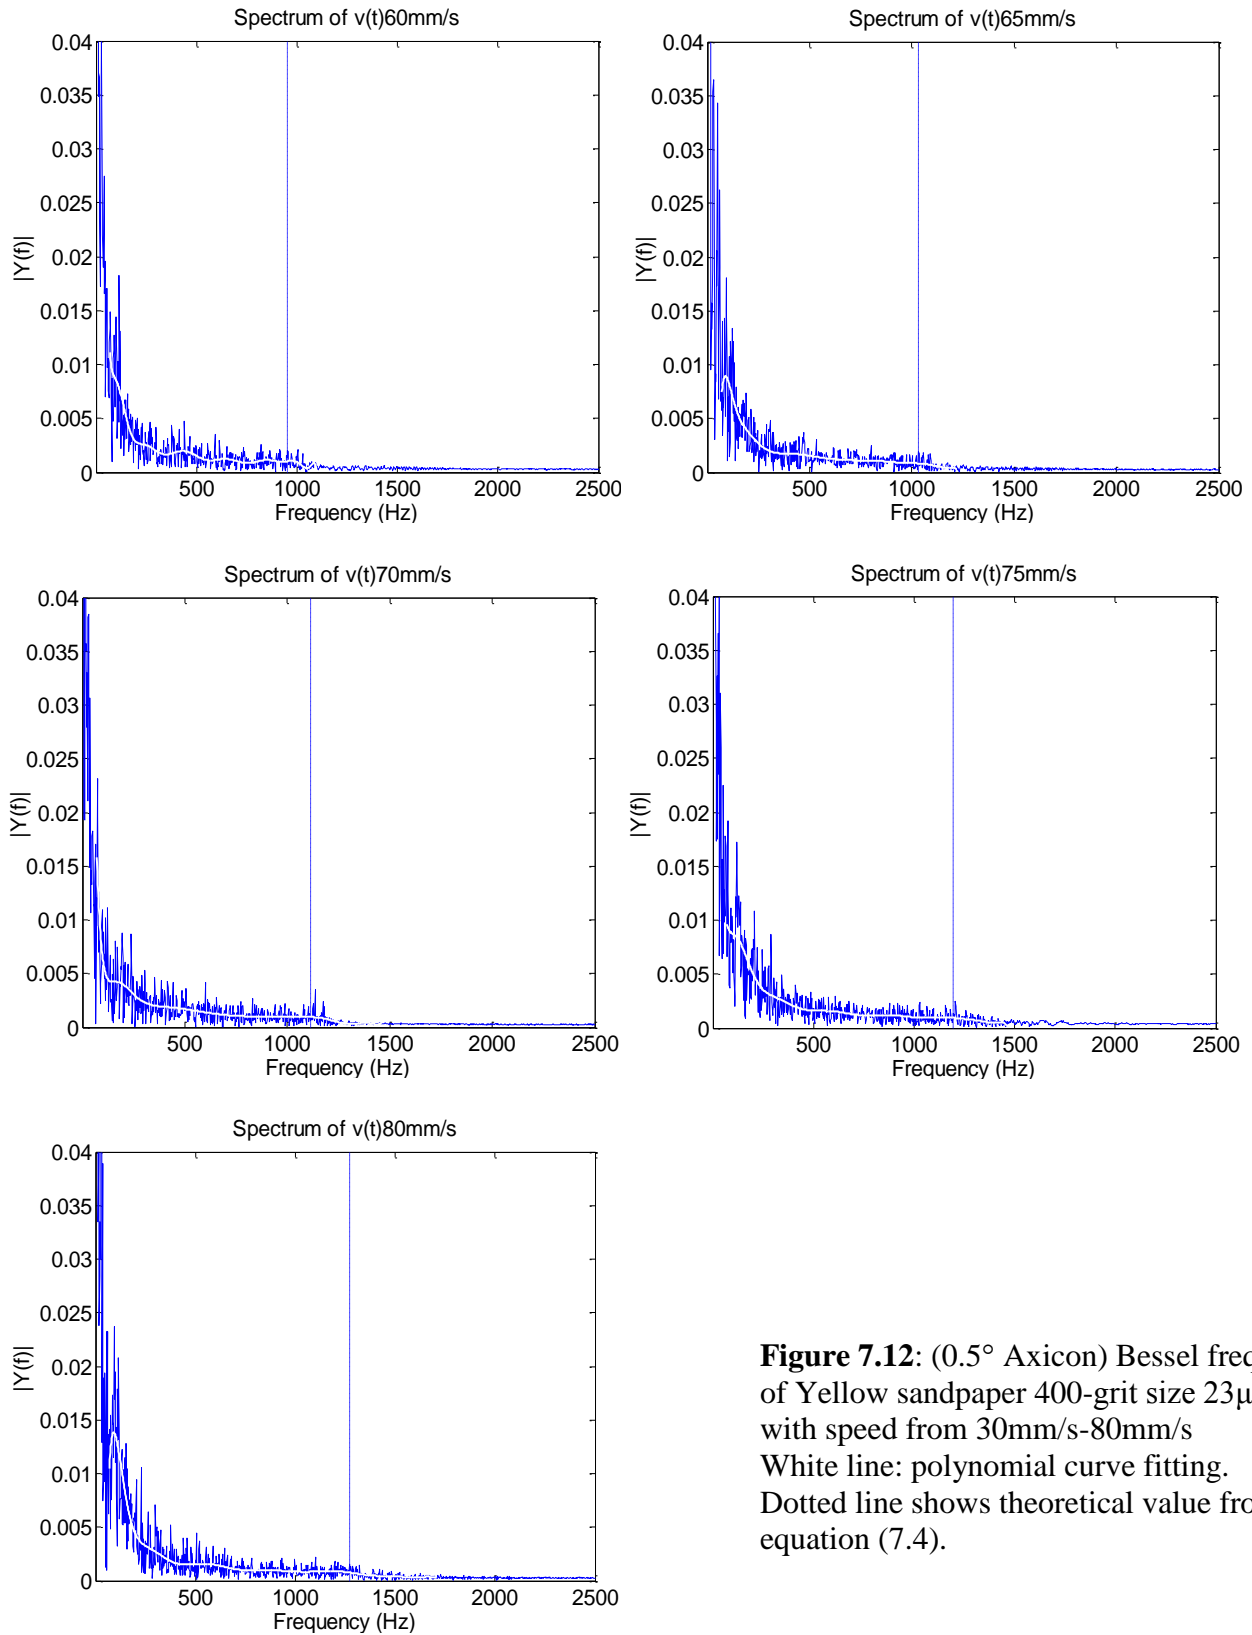 Spectrum of v(t)60mm/s
0.04
0.035
0.03
0.025
0.02
0.015
0.01
0.005
0
|Y(f)|
500 1000 1500 2000 2500
Frequency (Hz)
Spectrum of v(t)65mm/s
0.04
0.035
0.03
0.025
0.02
0.015
0.01
0.005
0
|Y(f)|
500 1000 1500 2000 2500
Frequency (Hz)
Spectrum of v(t)70mm/s
0.04
0.035
0.03
0.025
0.02
0.015
0.01
0.005
0
|Y(f)|
500 1000 1500 2000 2500
Frequency (Hz)
Spectrum of v(t)75mm/s
0.04
0.035
0.03
0.025
0.02
0.015
0.01
0.005
0
|Y(f)|
500 1000 1500 2000 2500
Frequency (Hz)
Spectrum of v(t)80mm/s
0.04
0.035
0.03
0.025
0.02
0.015
0.01
0.005
0
|Y(f)|
500 1000 1500 2000 2500
Frequency (Hz)
Figure 7.12: (0.5° Axicon) Bessel freq
of Yellow sandpaper 400-grit size 23µ
with speed from 30mm/s-80mm/s
White line: polynomial curve fitting.
Dotted line shows theoretical value fro
equation (7.4).